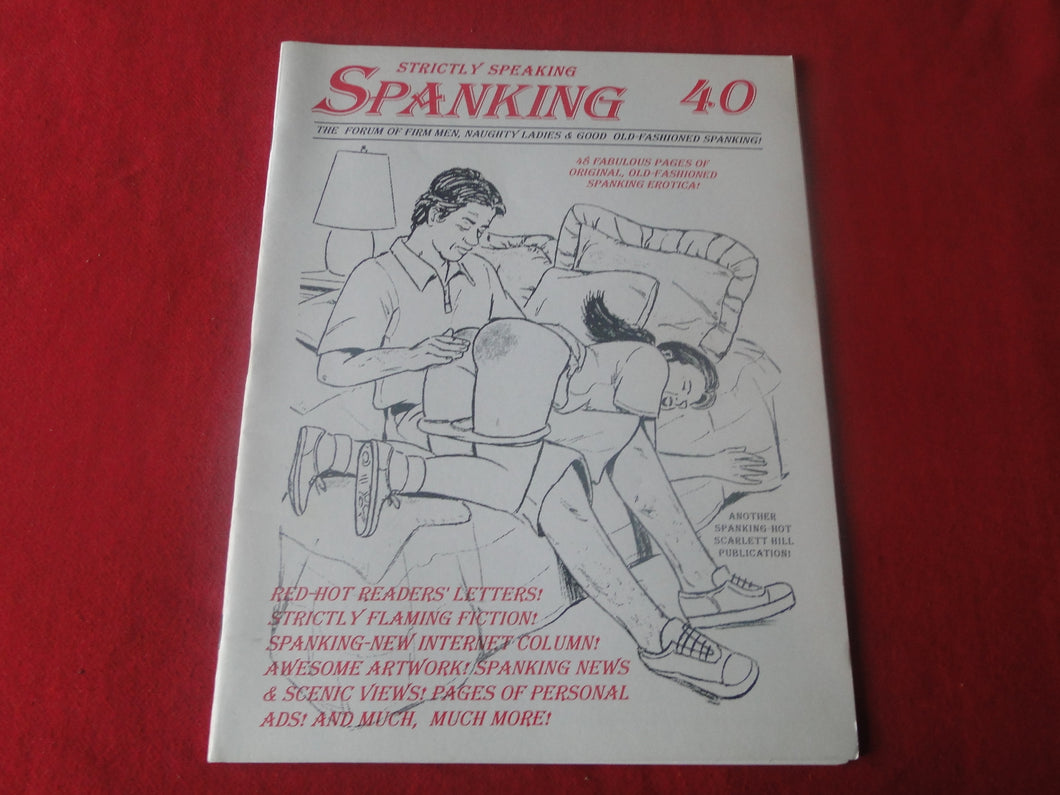 STRICTLY SPEAKING
SPANKING 40
THE FORUM OF FIRM MEN, NAUGHTY LADIES & GOOD OLD-FASHIONED SPANKING!
48 FABULOUS PAGES OF
ORIGINAL, OLD-FASHIONED
SPANKING EROTICA!
ANOTHER
SPANKING-HOT
SCARLETT HILL
PUBLICATION!
RED-HOT READERS' LETTERS!
STRICTLY FLAMING FICTION!
SPANKING-NEW INTERNET COLUMN!
AWESOME ARTWORK! SPANKING NEWS
& SCENIC VIEWS! PAGES OF PERSONAL
ADS! AND MUCH, MUCH MORE!